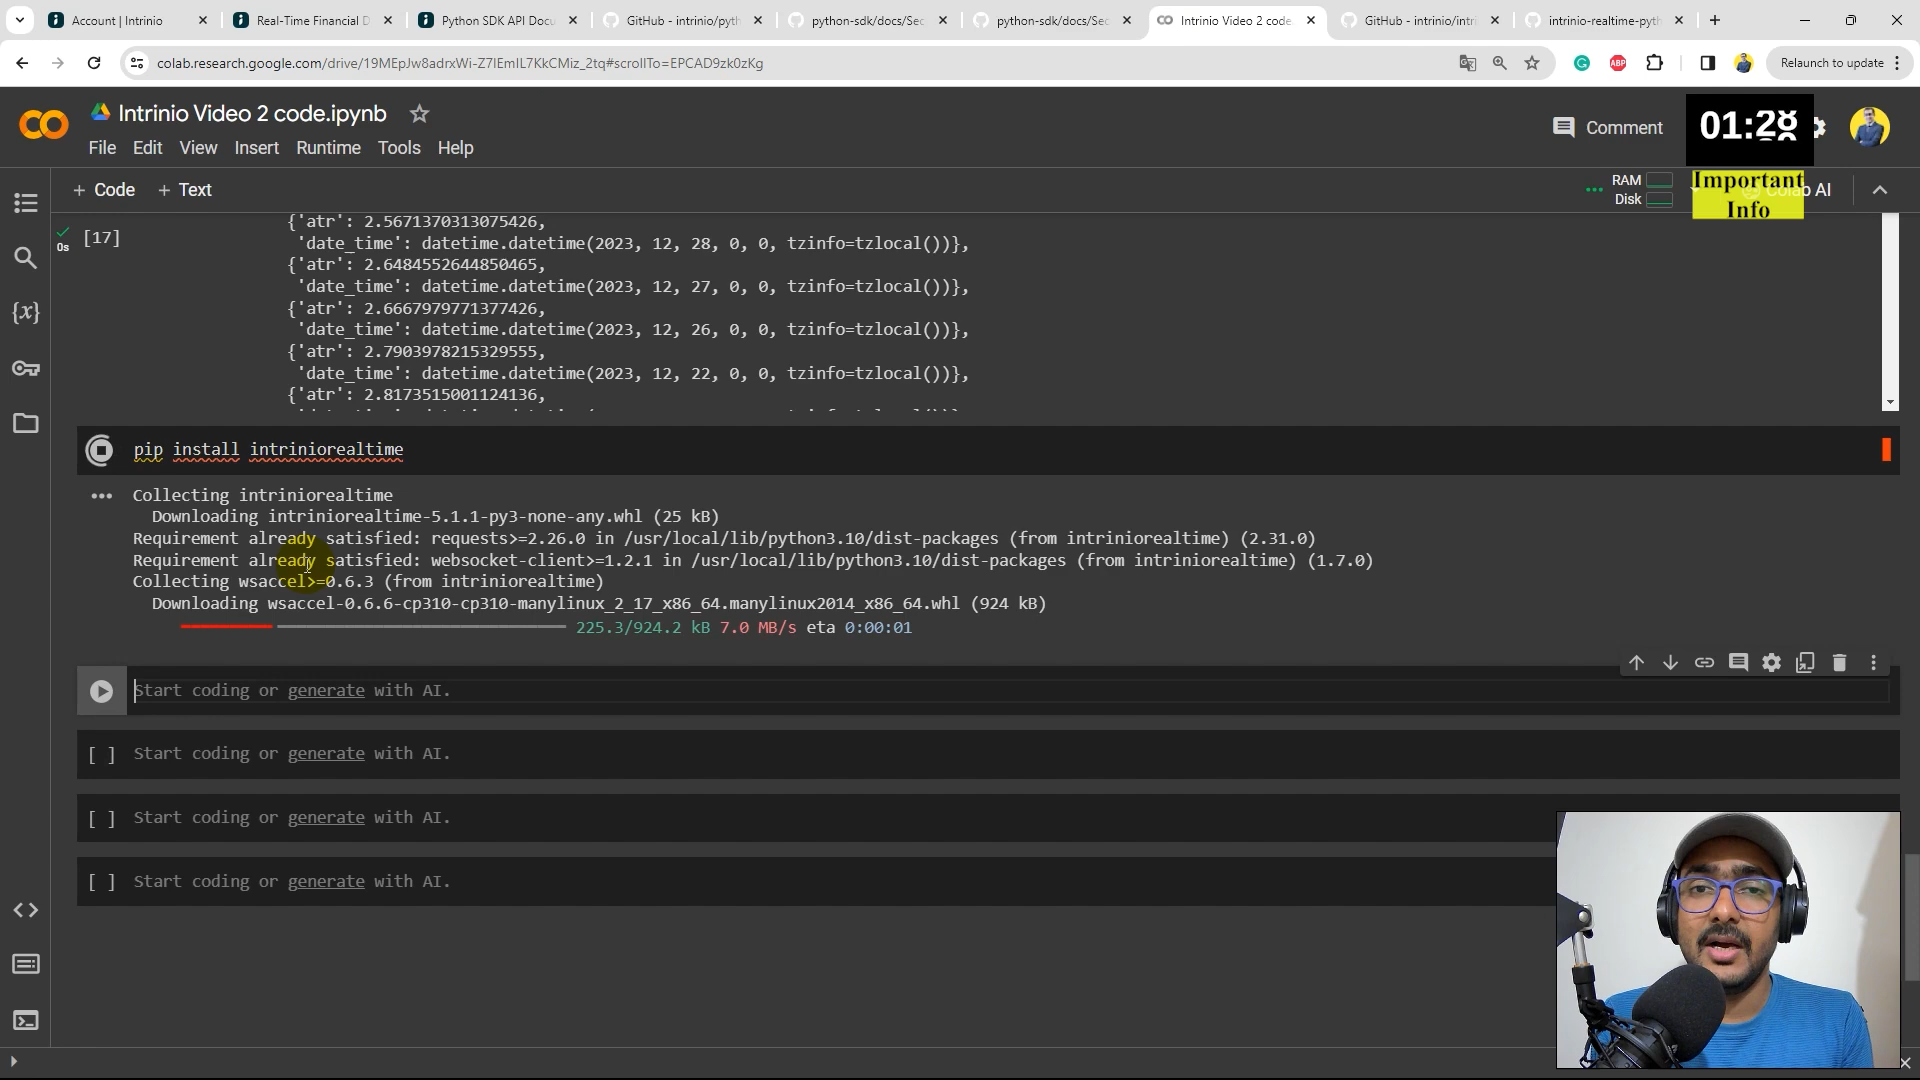 Account | Intrinio
Real-Time Financial D
Python SDK API Docu
GitHub - intrinio/pyth
python-sdk/docs/Sec
python-sdk/docs/Sec
Intrinio Video 2 code
GitHub - intrinio/intri
intrinio-realtime-pyth
colab.research.google.com/drive/19MEpJw8adrxWi-Z7lEmIL7KkCMiz_2tq#scrollTo=EPCAD9zk0zKg
ABP
Relaunch to update
Intrinio Video 2 code.ipynb
File Edit View Insert Runtime Tools Help
Comment
01:28
+ Code + Text
RAM
Disk
Important
Info
AI
[17]
0s
{'atr': 2.5671370313075426,
'date_time': datetime.datetime(2023, 12, 28, 0, 0, tzinfo=tzlocal())},
{'atr': 2.6484552644850465,
'date_time': datetime.datetime(2023, 12, 27, 0, 0, tzinfo=tzlocal())},
{'atr': 2.6667979771377426,
'date_time': datetime.datetime(2023, 12, 26, 0, 0, tzinfo=tzlocal())},
{'atr': 2.7903978215329555,
'date_time': datetime.datetime(2023, 12, 22, 0, 0, tzinfo=tzlocal())},
{'atr': 2.8173515001124136,
pip install intriniorealtime
Collecting intriniorealtime
Downloading intriniorealtime-5.1.1-py3-none-any.whl (25 kB)
Requirement already satisfied: requests>=2.26.0 in /usr/local/lib/python3.10/dist-packages (from intriniorealtime) (2.31.0)
Requirement already satisfied: websocket-client>=1.2.1 in /usr/local/lib/python3.10/dist-packages (from intriniorealtime) (1.7.0)
Collecting wsaccel>=0.6.3 (from intriniorealtime)
Downloading wsaccel-0.6.6-cp310-cp310-manylinux_2_17_x86_64.manylinux2014_x86_64.whl (924 kB)
225.3/924.2 kB 7.0 MB/s eta 0:00:01
Start coding or generate with AI.
[ ] Start coding or generate with AI.
[ ] Start coding or generate with AI.
[ ] Start coding or generate with AI.